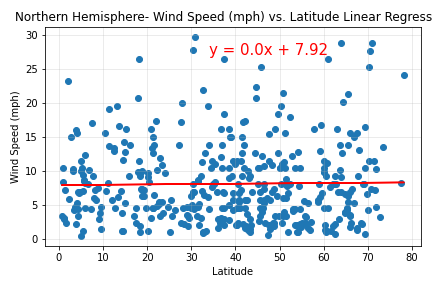 Northern Hemisphere- Wind Speed (mph) vs. Latitude Linear Regress
y = 0.0x + 7.92
Wind Speed (mph)
30
25
20
15
10
5
0
0 10 20 30 40 50 60 70 80
Latitude